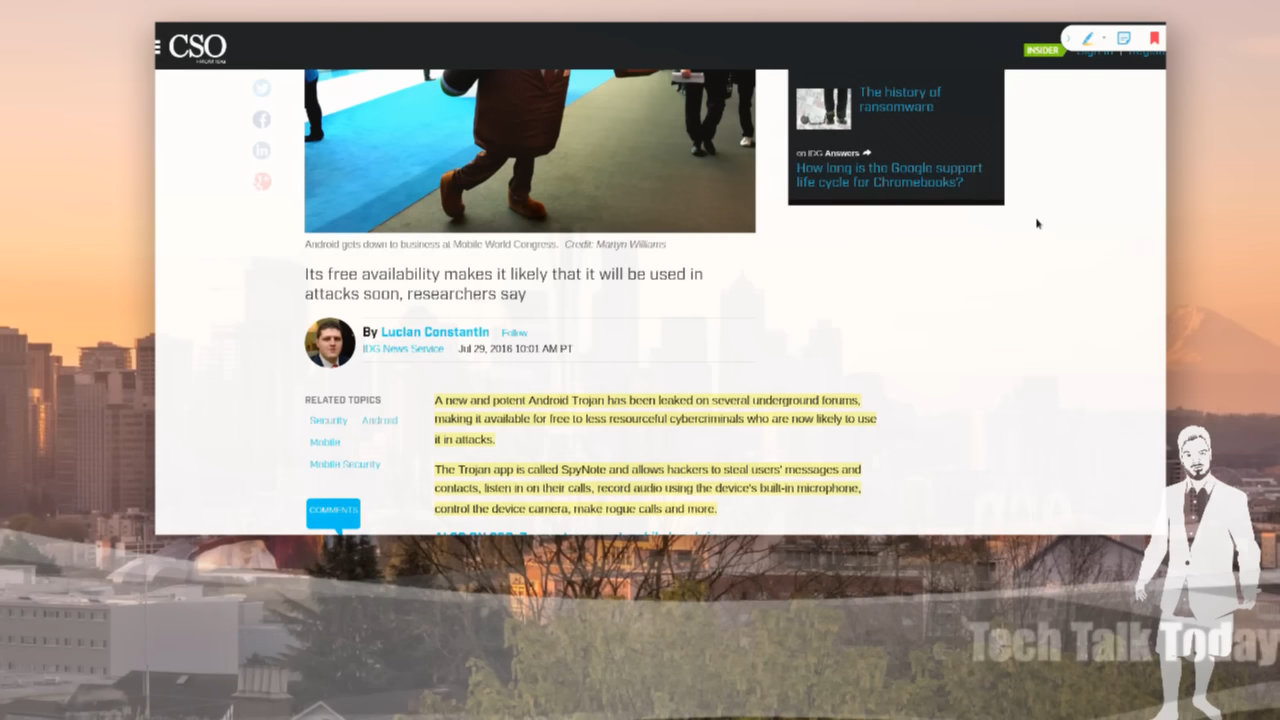 CSO
INSIDER
The history of
ransomware
on IDG Answers
How long is the Google support
life cycle for Chromebooks?
Android gets down to business at Mobile World Congress. Credit: Martyn Williams
Its free availability makes it likely that it will be used in
attacks soon, researchers say
By Lucian Constantin Follow
IDG News Service Jul 29, 2016 10:01 AM PT
RELATED TOPICS
Security Android
Mobile
Mobile Security
COMMENTS
A new and potent Android Trojan has been leaked on several underground forums,
making it available for free to less resourceful cybercriminals who are now likely to use
it in attacks.
The Trojan app is called SpyNote and allows hackers to steal users' messages and
contacts, listen in on their calls, record audio using the device's built-in microphone,
control the device camera, make rogue calls and more.
Tech Talk Today